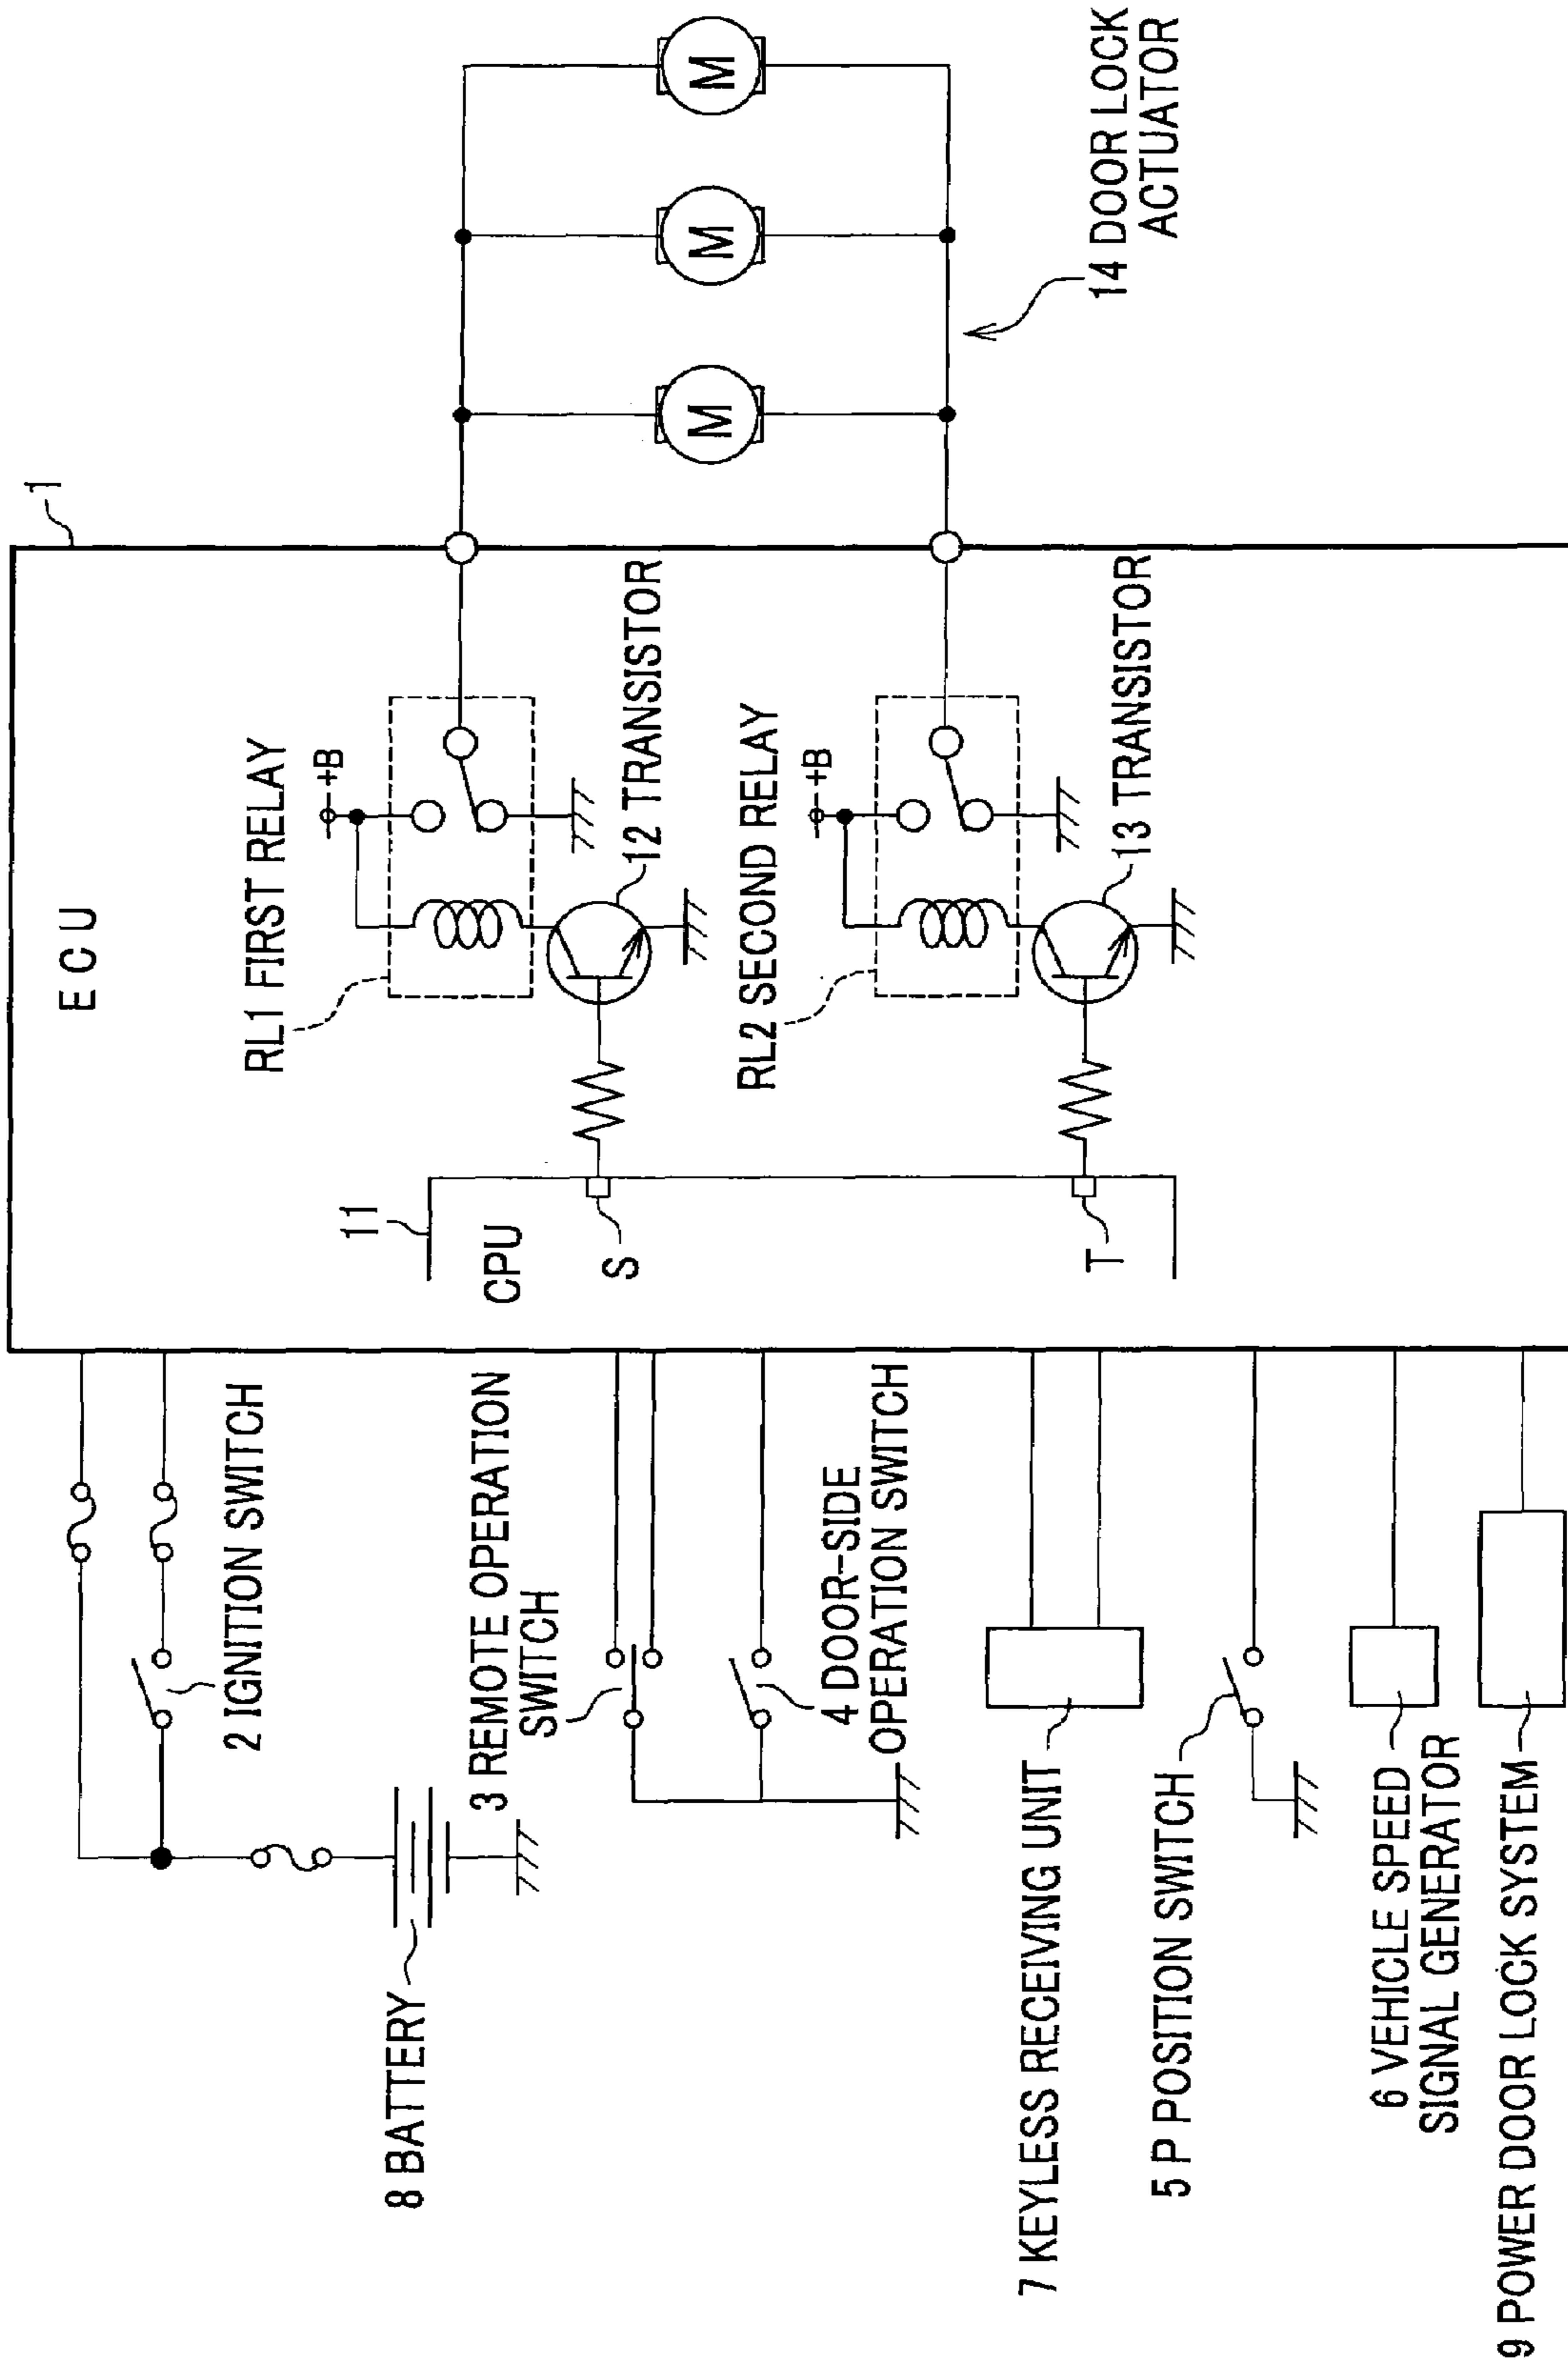 1
E C U
RL1 FIRST RELAY
+B
12 TRANSISTOR
RL2 SECOND RELAY
+B
13 TRANSISTOR
11
CPU
S
T
M
M
M
14 DOOR LOCK
ACTUATOR
2 IGNITION SWITCH
8 BATTERY
3 REMOTE OPERATION
SWITCH
4 DOOR-SIDE
OPERATION SWITCH
7 KEYLESS RECEIVING UNIT
5 P POSITION SWITCH
6 VEHICLE SPEED
SIGNAL GENERATOR
9 POWER DOOR LOCK SYSTEM